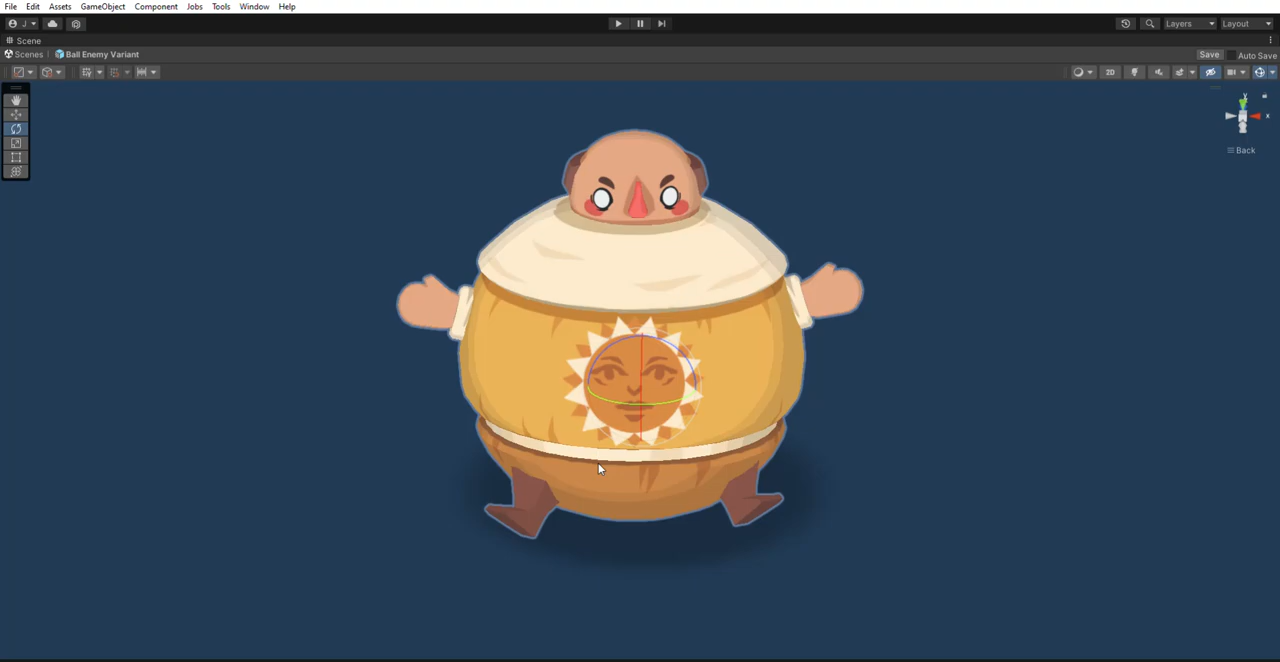 File Edit Assets GameObject Component Jobs Tools Window Help
J Layers Layout
Scene
Scenes Ball Enemy Variant Save Auto Save
2D
y
x
Back